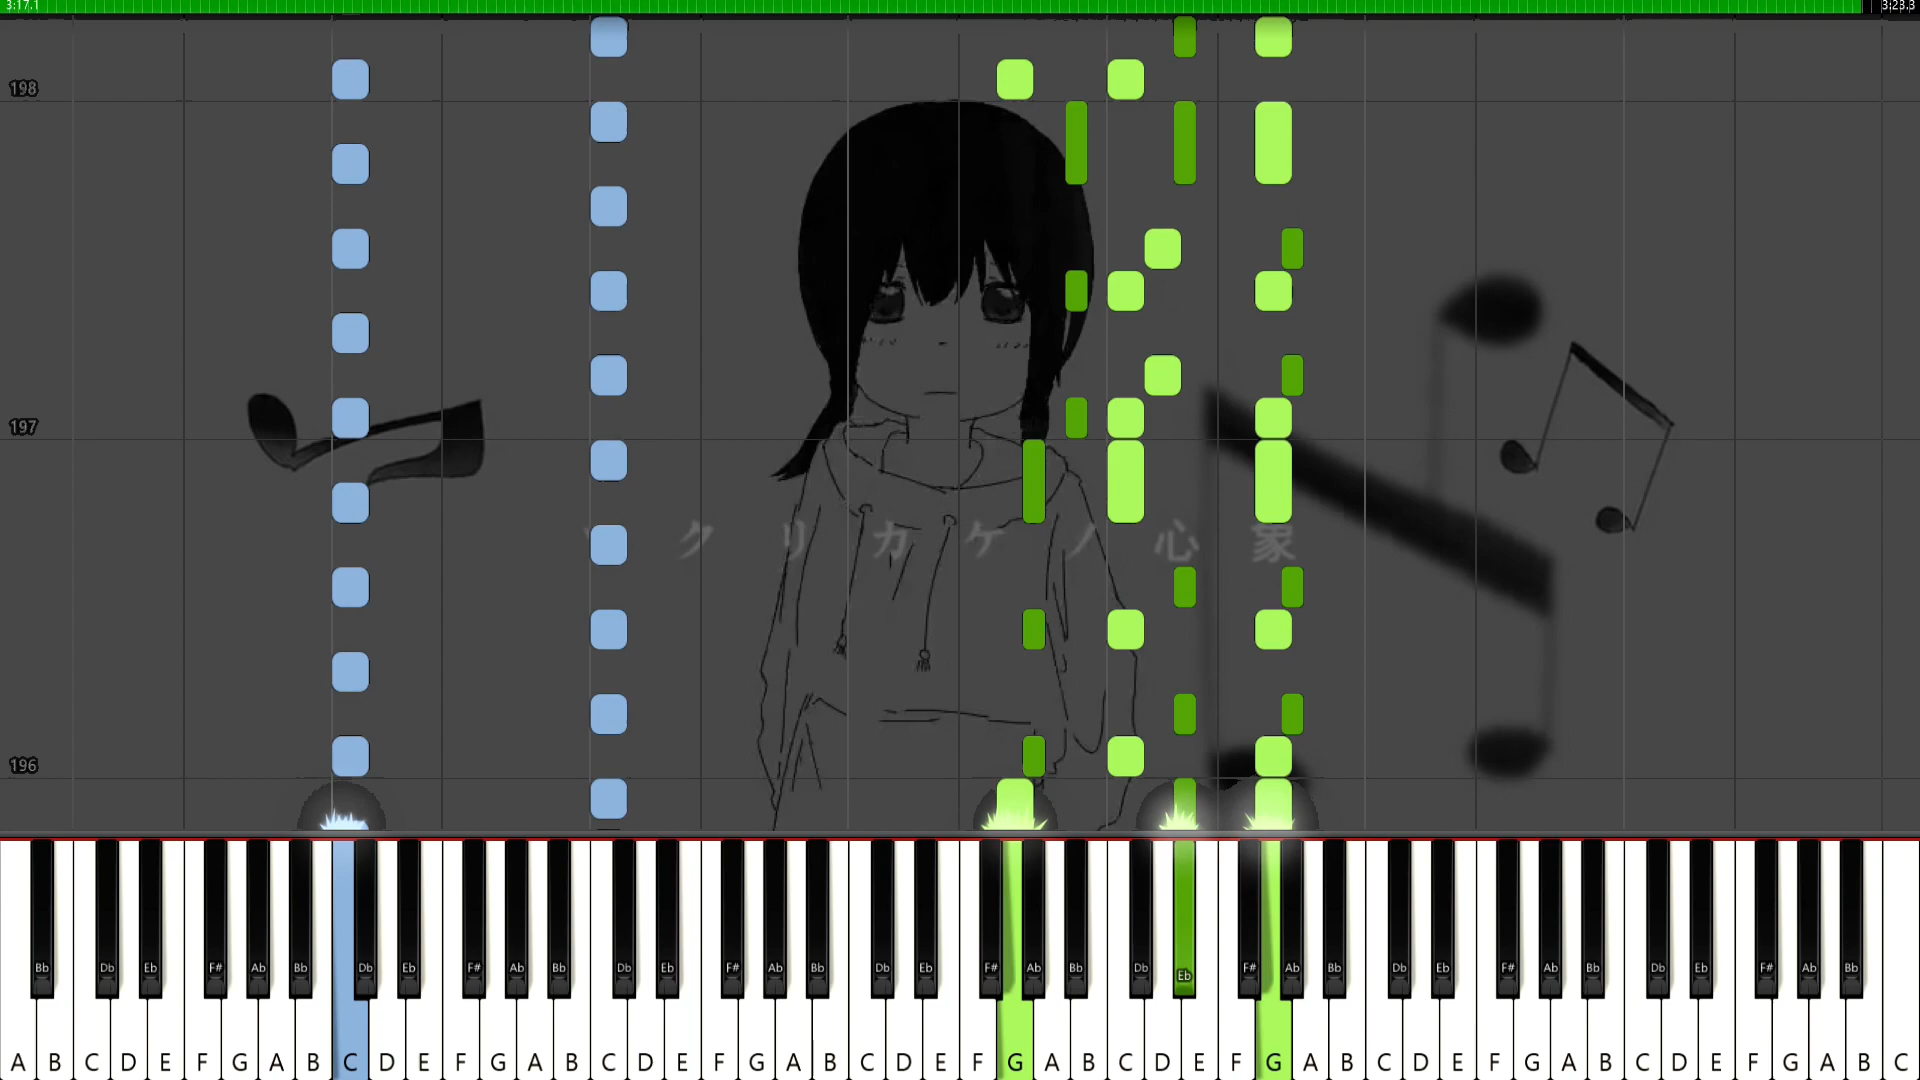 3:17.1 3:23.3
198
197
クリカケノ心象
196
Bb Db Eb F# Ab Bb Db Eb F# Ab Bb Db Eb F# Ab Bb Db Eb F# Ab Bb Db Eb F# Ab Bb Db Eb F# Ab Bb Db Eb F# Ab Bb
A B C D E F G A B C D E F G A B C D E F G A B C D E F G A B C D E F G A B C D E F G A B C D E F G A B C